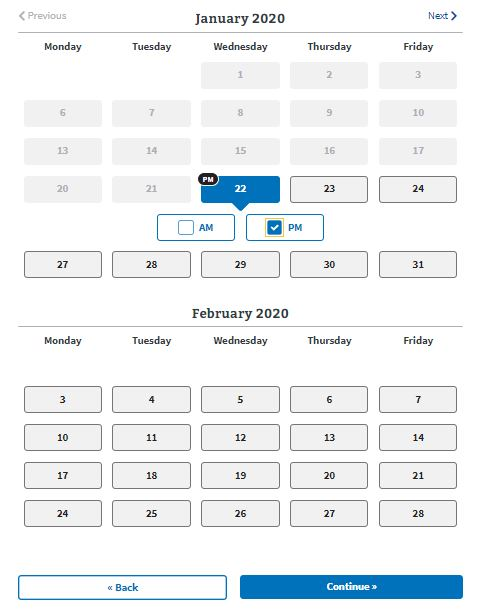 Previous
January 2020
Next
Monday Tuesday Wednesday Thursday Friday
1 2 3
6 7 8 9 10
13 14 15 16 17
PM
20 21 22 23 24
AM PM
27 28 29 30 31
February 2020
Monday Tuesday Wednesday Thursday Friday
3 4 5 6 7
10 11 12 13 14
17 18 19 20 21
24 25 26 27 28
« Back Continue »